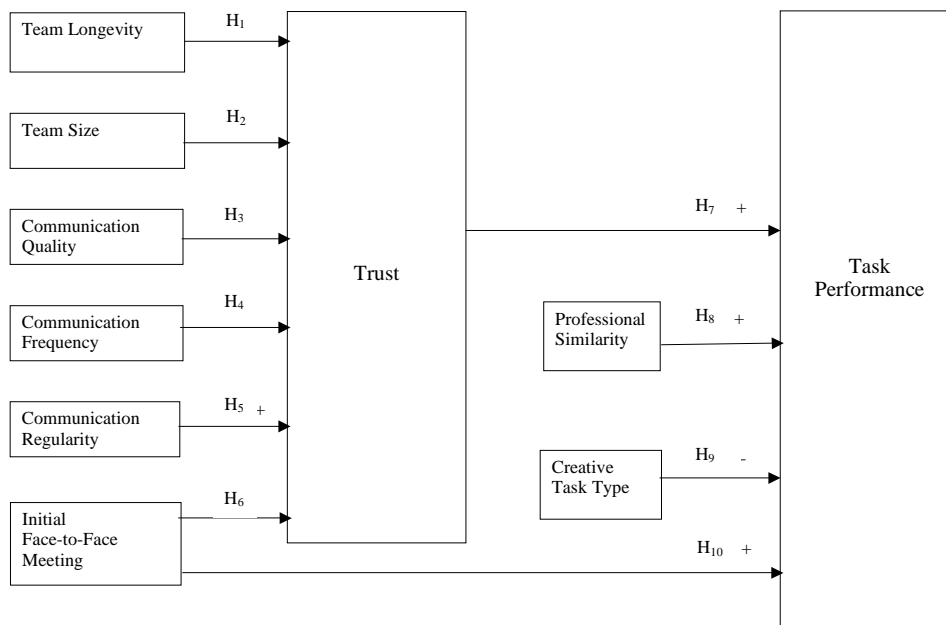 Team Longevity
H₁
Team Size
H₂
Communication
Quality
H₃
Communication
Frequency
H₄
Communication
Regularity
H₅ +
Initial
Face-to-Face
Meeting
H₆
Trust
H₇ +
Professional
Similarity
H₈ +
Creative
Task Type
H₉ -
H₁₀ +
Task
Performance